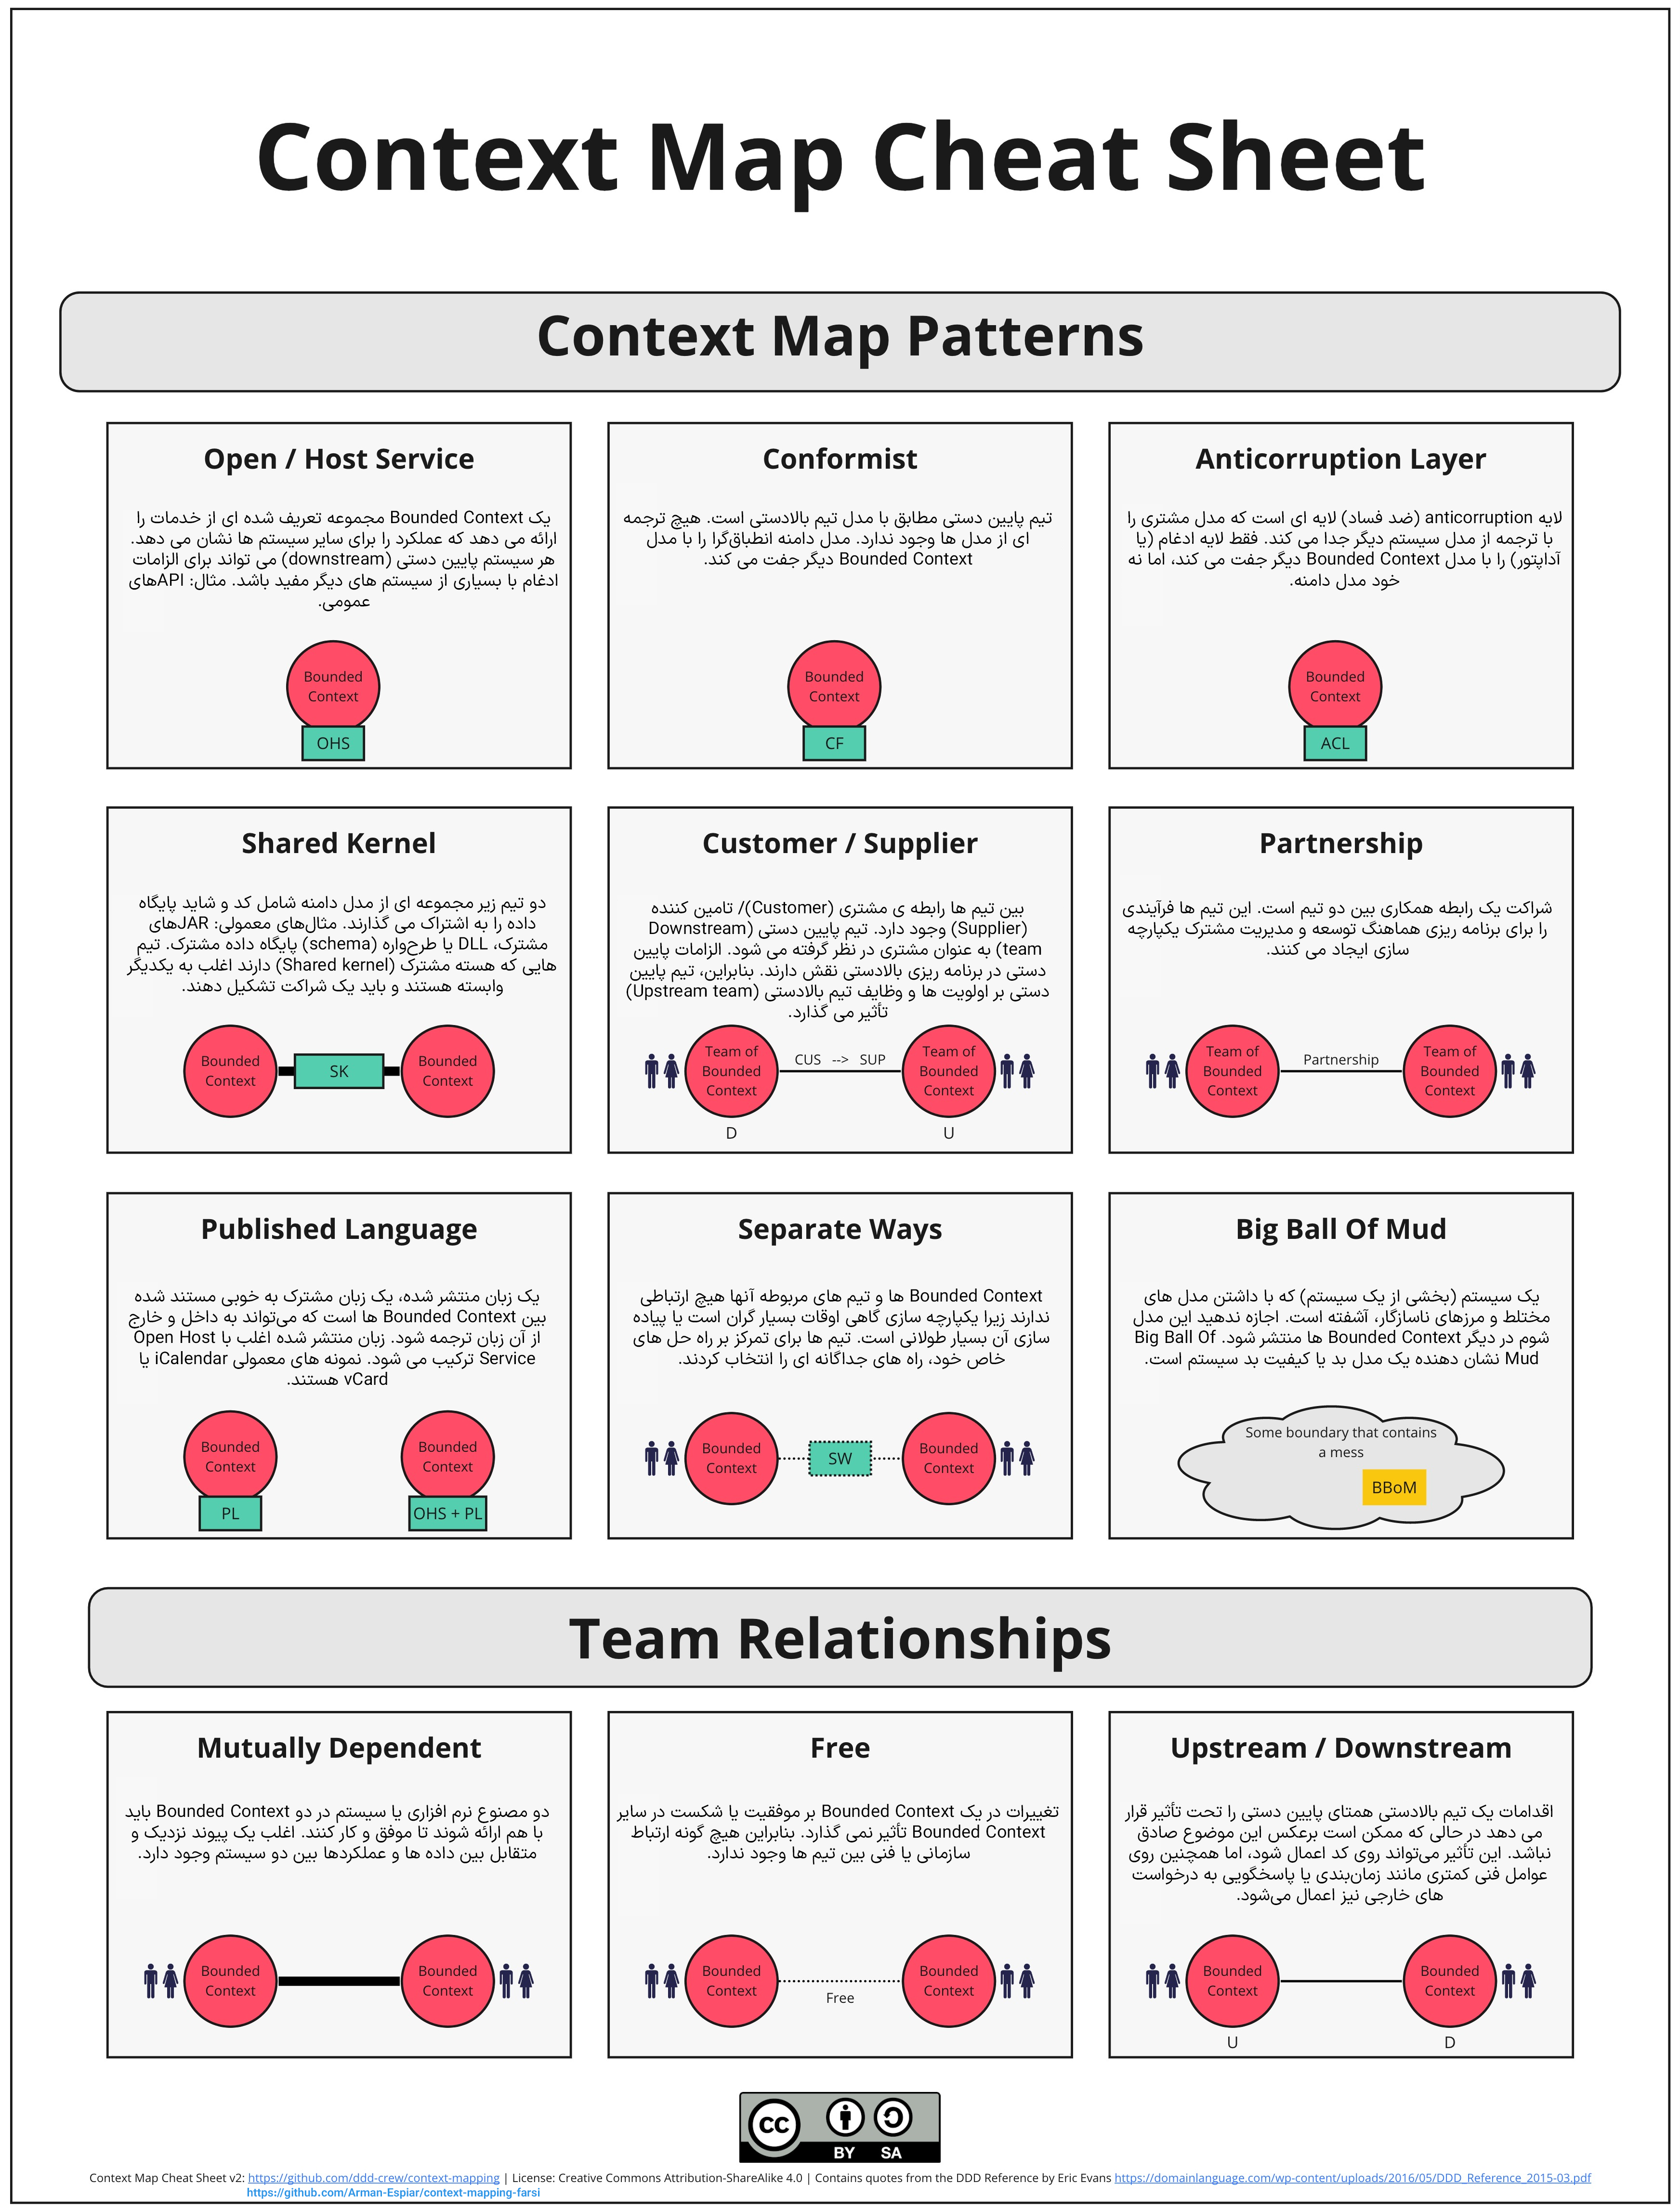 Context Map Cheat Sheet
Context Map Patterns
Open / Host Service
یک Bounded Context مجموعه تعریف شده ای از خدمات را
ارائه می دهد که عملکرد را برای سایر سیستم ها نشان می دهد.
هر سیستم پایین دستی (downstream) می تواند برای الزامات
ادغام با بسیاری از سیستم های دیگر مفید باشد. مثال: APIهای
عمومی.
Bounded
Context
OHS
Conformist
تیم پایین دستی مطابق با مدل تیم بالادستی است. هیچ ترجمه
ای از مدل ها وجود ندارد. مدل دامنه انطباق‌گرا را با مدل
Bounded Context دیگر جفت می کند.
Bounded
Context
CF
Anticorruption Layer
لایه anticorruption (ضد فساد) لایه ای است که مدل مشتری را
با ترجمه از مدل سیستم دیگر جدا می کند. فقط لایه ادغام (یا
آداپتور) را با مدل Bounded Context دیگر جفت می کند، اما نه
خود مدل دامنه.
Bounded
Context
ACL
Shared Kernel
دو تیم زیر مجموعه ای از مدل دامنه شامل کد و شاید پایگاه
داده را به اشتراک می گذارند. مثال‌های معمولی: JARهای
مشترک، DLL یا طرح‌واره (schema) پایگاه داده مشترک. تیم
هایی که هسته مشترک (Shared kernel) دارند اغلب به یکدیگر
وابسته هستند و باید یک شراکت تشکیل دهند.
Bounded
Context
SK
Bounded
Context
Customer / Supplier
بین تیم ها رابطه ی مشتری (Customer)/ تامین کننده
(Supplier) وجود دارد. تیم پایین دستی (Downstream
team) به عنوان مشتری در نظر گرفته می شود. الزامات پایین
دستی در برنامه ریزی بالادستی نقش دارند. بنابراین، تیم پایین
دستی بر اولویت ها و وظایف تیم بالادستی (Upstream team)
تأثیر می گذارد.
Team of
Bounded
Context
CUS --> SUP
Team of
Bounded
Context
D
U
Partnership
شراکت یک رابطه همکاری بین دو تیم است. این تیم ها فرآیندی
را برای برنامه ریزی هماهنگ توسعه و مدیریت مشترک یکپارچه
سازی ایجاد می کنند.
Team of
Bounded
Context
Partnership
Team of
Bounded
Context
Published Language
یک زبان منتشر شده، یک زبان مشترک به خوبی مستند شده
بین Bounded Context ها است که می‌تواند به داخل و خارج
از آن زبان ترجمه شود. زبان منتشر شده اغلب با Open Host
Service ترکیب می شود. نمونه های معمولی iCalendar یا
vCard هستند.
Bounded
Context
PL
Bounded
Context
OHS + PL
Separate Ways
Bounded Context ها و تیم های مربوطه آنها هیچ ارتباطی
ندارند زیرا یکپارچه سازی گاهی اوقات بسیار گران است یا پیاده
سازی آن بسیار طولانی است. تیم ها برای تمرکز بر راه حل های
خاص خود، راه های جداگانه ای را انتخاب کردند.
Bounded
Context
SW
Bounded
Context
Big Ball Of Mud
یک سیستم (بخشی از یک سیستم) که با داشتن مدل های
مختلط و مرزهای ناسازگار، آشفته است. اجازه ندهید این مدل
شوم در دیگر Bounded Context ها منتشر شود. Big Ball Of
Mud نشان دهنده یک مدل بد یا کیفیت بد سیستم است.
Some boundary that contains
a mess
BBoM
Team Relationships
Mutually Dependent
دو مصنوع نرم افزاری یا سیستم در دو Bounded Context باید
با هم ارائه شوند تا موفق و کار کنند. اغلب یک پیوند نزدیک و
متقابل بین داده ها و عملکردها بین دو سیستم وجود دارد.
Bounded
Context
Bounded
Context
Free
تغییرات در یک Bounded Context بر موفقیت یا شکست در سایر
Bounded Context تأثیر نمی گذارد. بنابراین هیچ گونه ارتباط
سازمانی یا فنی بین تیم ها وجود ندارد.
Bounded
Context
Free
Bounded
Context
Upstream / Downstream
اقدامات یک تیم بالادستی همتای پایین دستی را تحت تأثیر قرار
می دهد در حالی که ممکن است برعکس این موضوع صادق
نباشد. این تأثیر می‌تواند روی کد اعمال شود، اما همچنین روی
عوامل فنی کمتری مانند زمان‌بندی یا پاسخگویی به درخواست
های خارجی نیز اعمال می‌شود.
Bounded
Context
Bounded
Context
U
D
cc
BY SA
Context Map Cheat Sheet v2: https://github.com/ddd-crew/context-mapping | License: Creative Commons Attribution-ShareAlike 4.0 | Contains quotes from the DDD Reference by Eric Evans https://domainlanguage.com/wp-content/uploads/2016/05/DDD_Reference_2015-03.pdf
https://github.com/Arman-Espiar/context-mapping-farsi